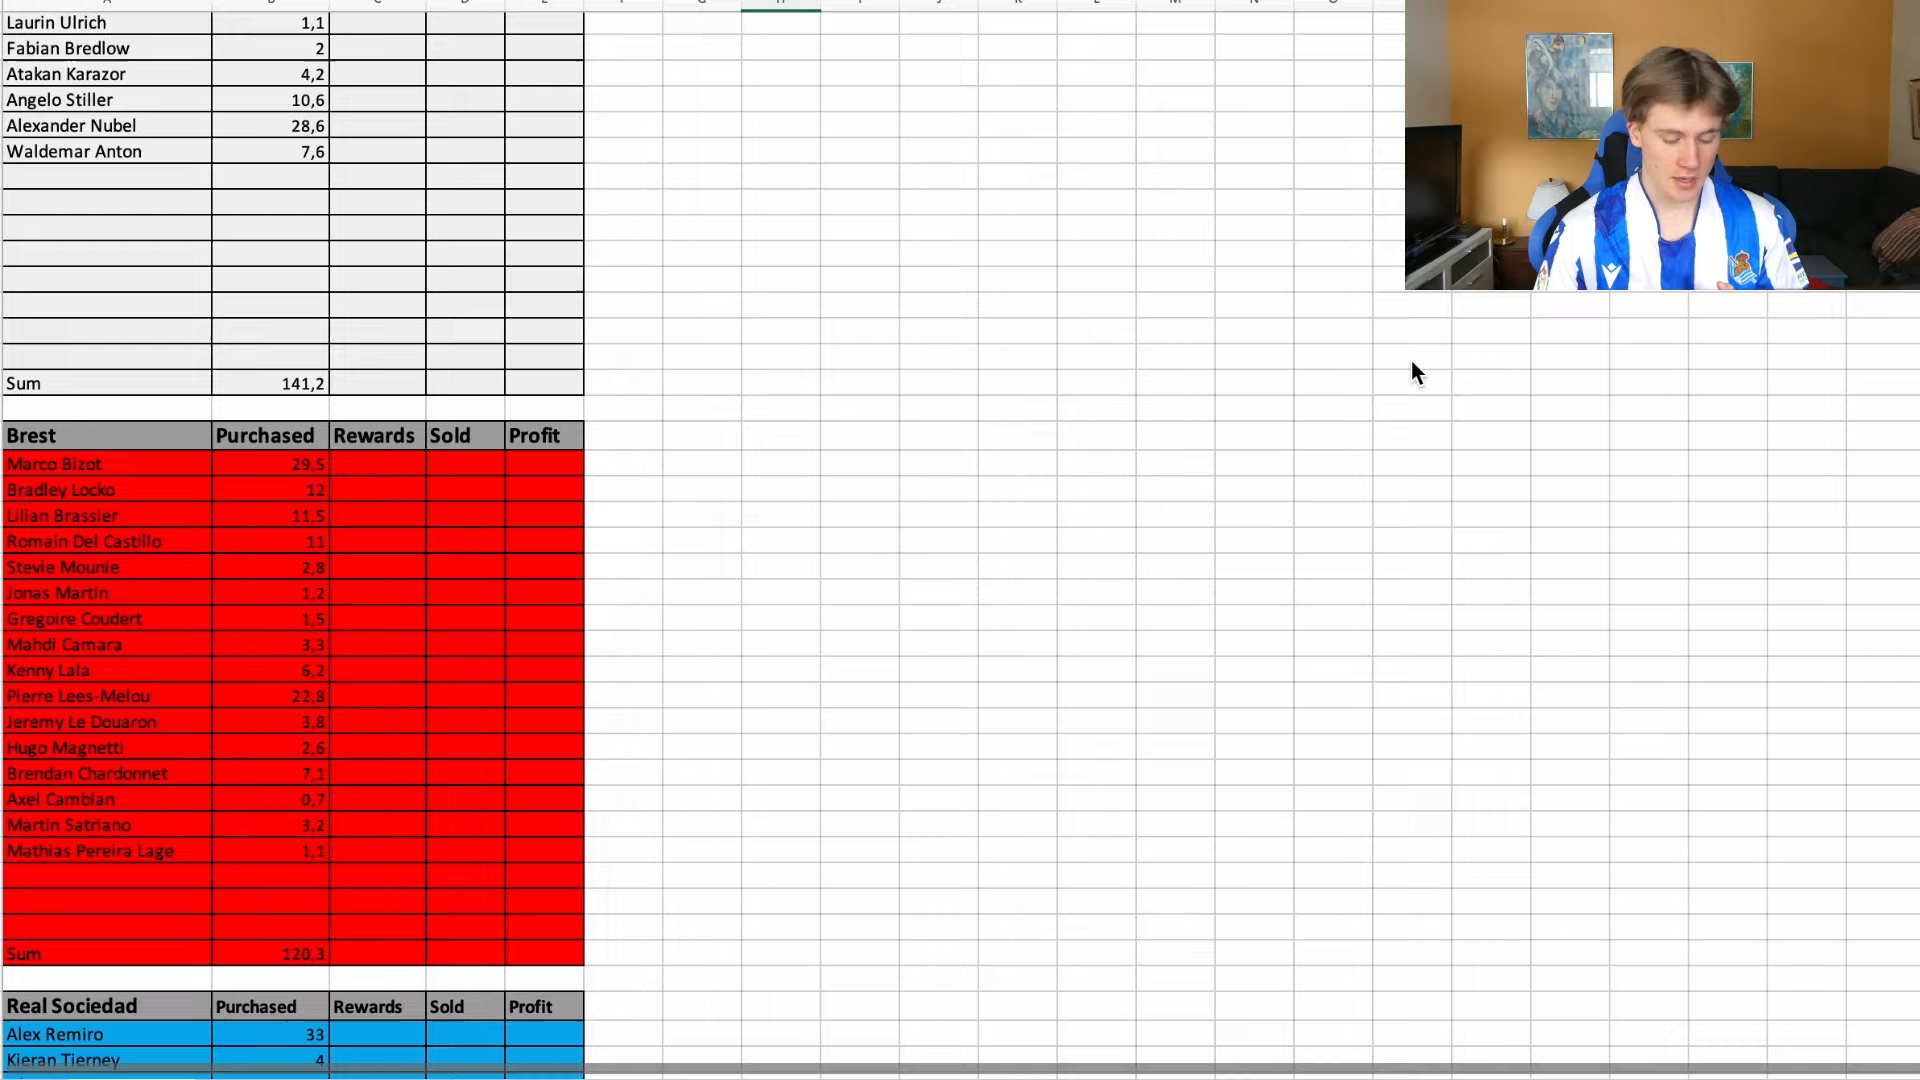 Laurin Ulrich 1,1
Fabian Bredlow 2
Atakan Karazor 4,2
Angelo Stiller 10,6
Alexander Nubel 28,6
Waldemar Anton 7,6
Sum 141,2
Brest Purchased Rewards Sold Profit
Marco Bizot 29,5
Bradley Locko 12
Lilian Brassier 11,5
Romain Del Castillo 11
Stevie Mounie 2,8
Jonas Martin 1,2
Gregoire Coudert 1,5
Mahdi Camara 3,3
Kenny Lala 6,2
Pierre Lees-Melou 22,8
Jeremy Le Douaron 3,8
Hugo Magnetti 2,6
Brendan Chardonnet 7,1
Axel Camblan 0,7
Martin Satriano 3,2
Mathias Pereira Lage 1,1
Sum 120,3
Real Sociedad Purchased Rewards Sold Profit
Alex Remiro 33
Kieran Tierney 4